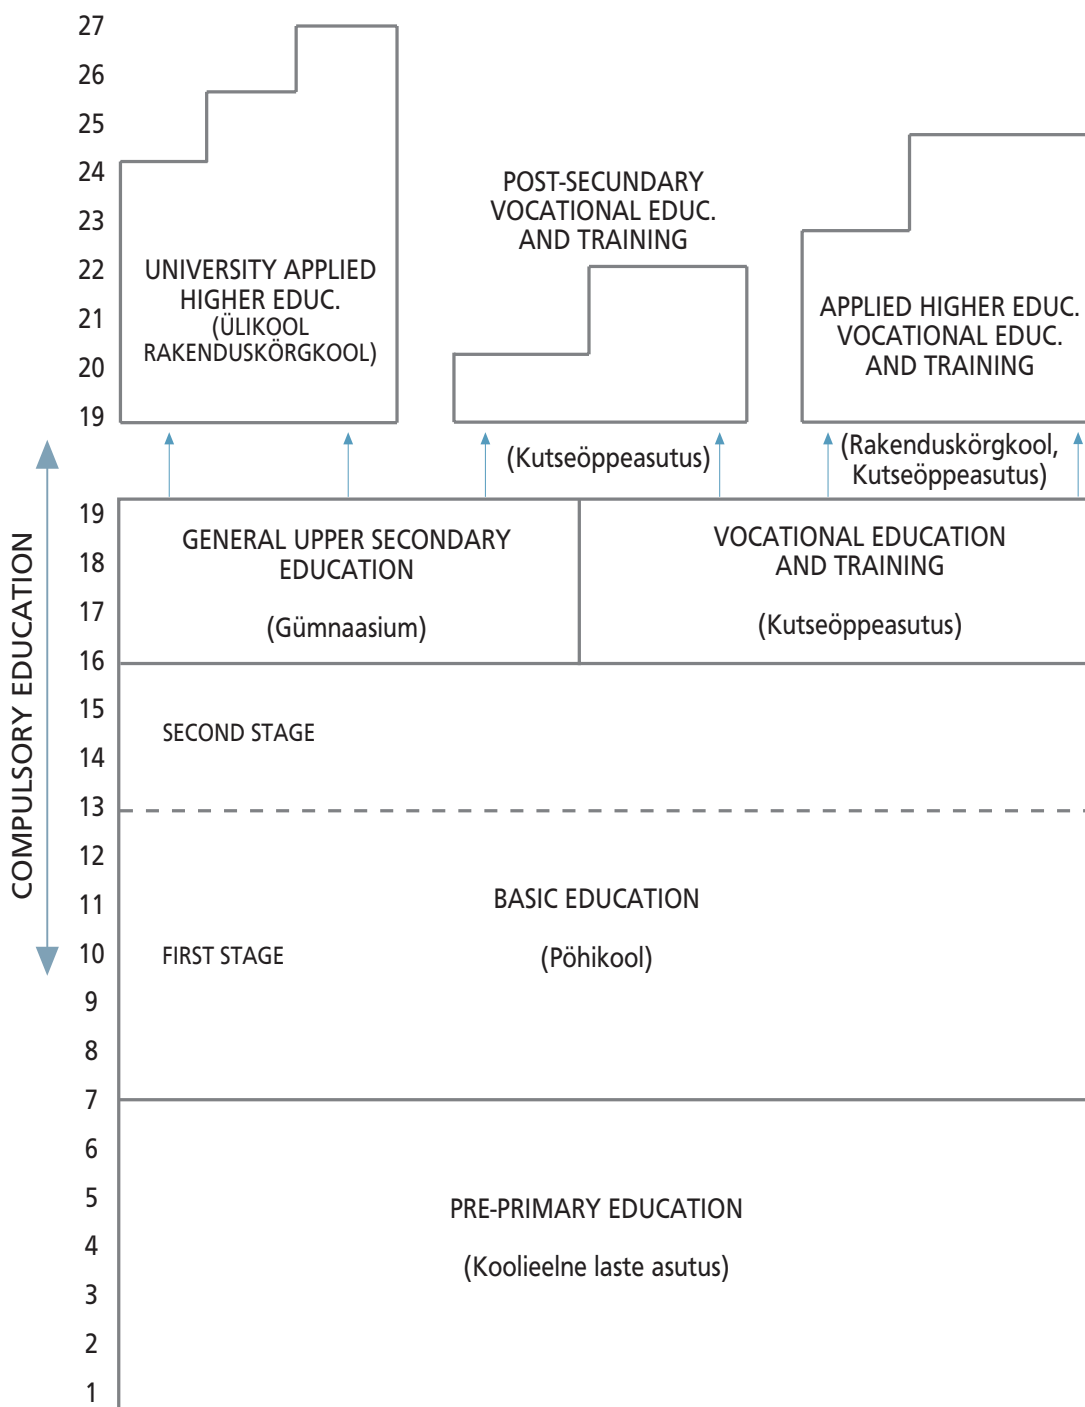 27
26
25
24
23
22
21
20
19
UNIVERSITY APPLIED
HIGHER EDUC.
(ÜLIKOOL
RAKENDUSKÖRGKOOL)
POST-SECUNDARY
VOCATIONAL EDUC.
AND TRAINING
(Kutseöppeasutus)
APPLIED HIGHER EDUC.
VOCATIONAL EDUC.
AND TRAINING
(Rakenduskörgkool,
Kutseöppeasutus)
COMPULSORY EDUCATION
19
18
17
16
15
14
13
12
11
10
9
8
7
6
5
4
3
2
1
GENERAL UPPER SECONDARY
EDUCATION
(Gümnaasium)
VOCATIONAL EDUCATION
AND TRAINING
(Kutseöppeasutus)
SECOND STAGE
BASIC EDUCATION
(Pöhikool)
FIRST STAGE
PRE-PRIMARY EDUCATION
(Koolieelne laste asutus)